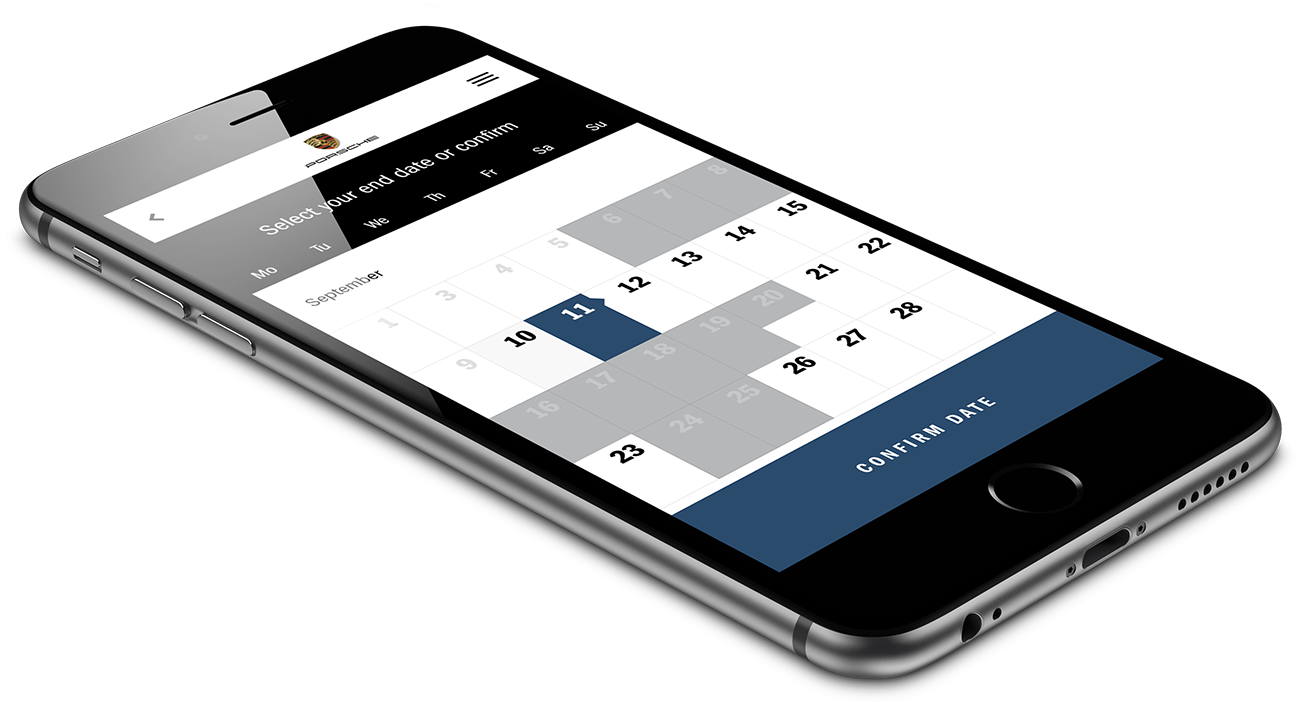 PORSCHE
Select your end date or confirm
Mo Tu We Th Fr Sa Su
September
1 3 4 5 6 7 8
9 10 11 12 13 14 15
16 17 18 19 20 21 22
23 24 25 26 27 28
CONFIRM DATE